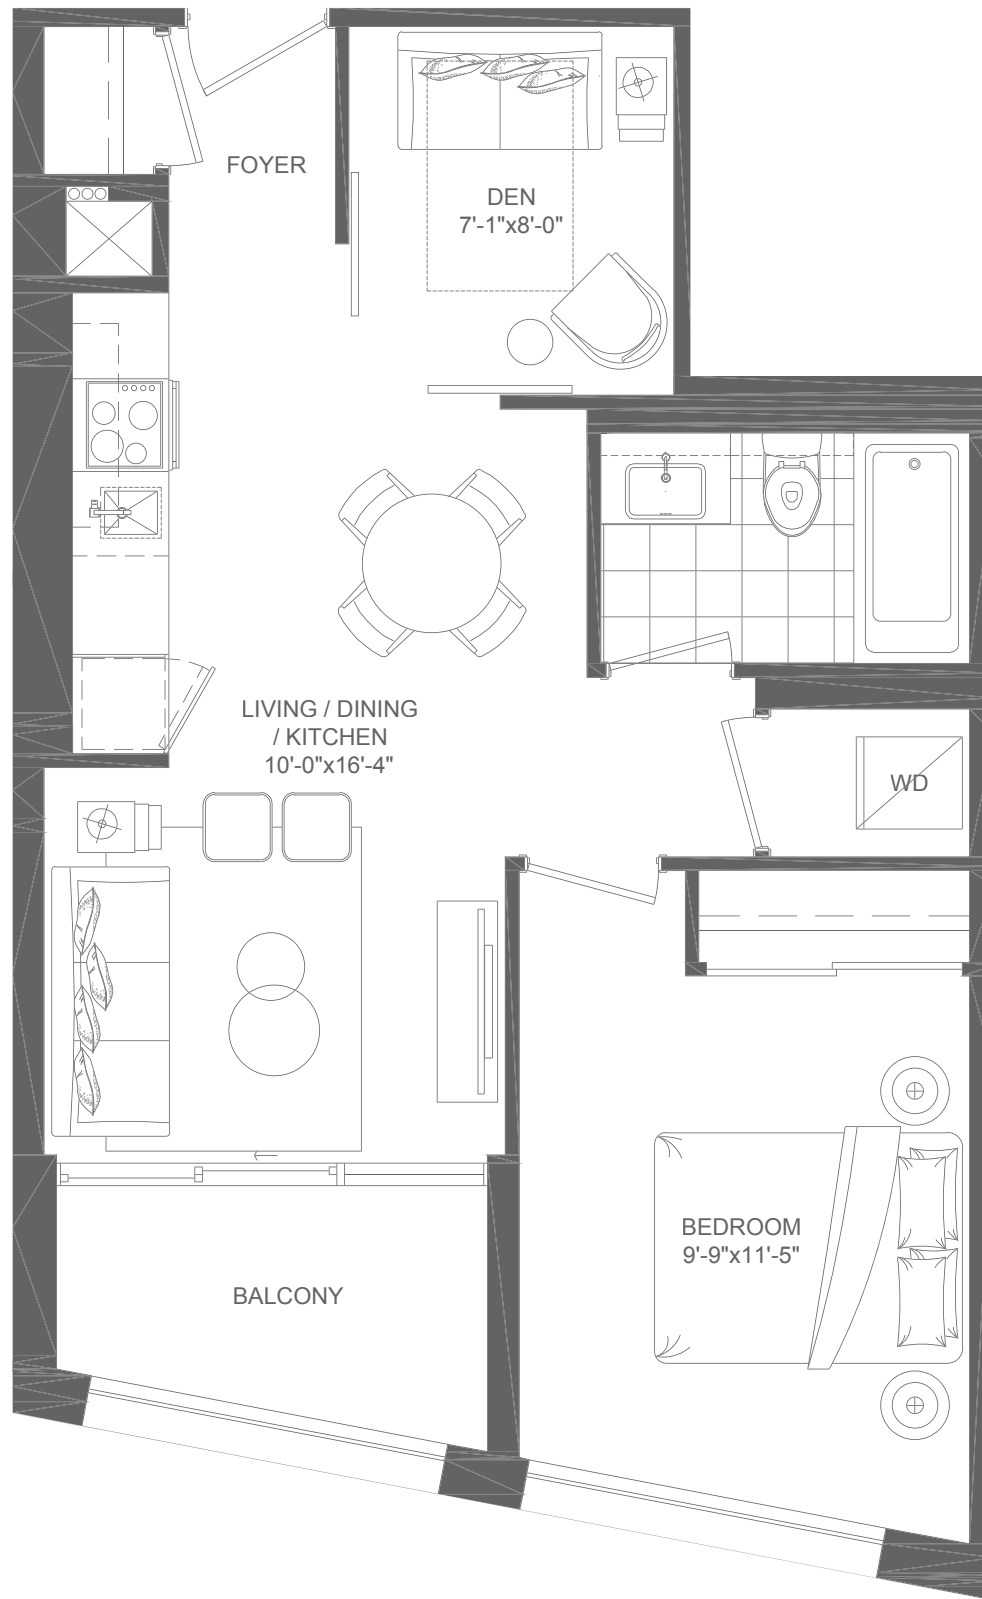 FOYER
DEN
7'-1"x8'-0"
LIVING / DINING
/ KITCHEN
10'-0"x16'-4"
WD
BEDROOM
9'-9"x11'-5"
BALCONY